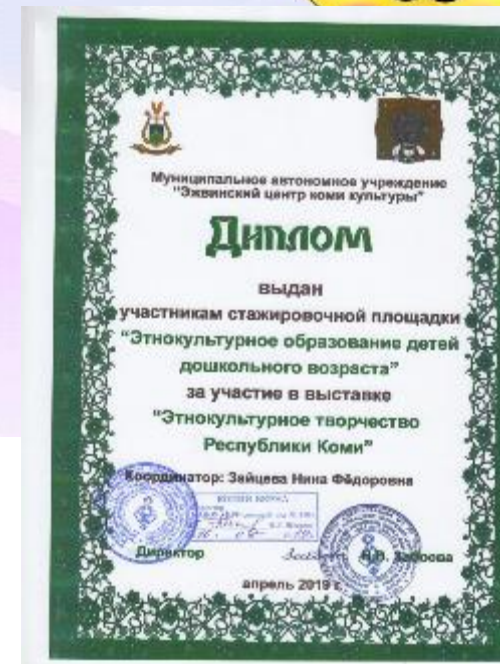 Муниципальное автономное учреждение
"Эжвинский центр коми культуры"
Диплом
выдан
участникам стажировочной площадки
"Этнокультурное образование детей
дошкольного возраста"
за участие в выставке
"Этнокультурное творчество
Республики Коми"
Координатор: Зайцева Нина Фёдоровна
Директор
апрель 2019 г.